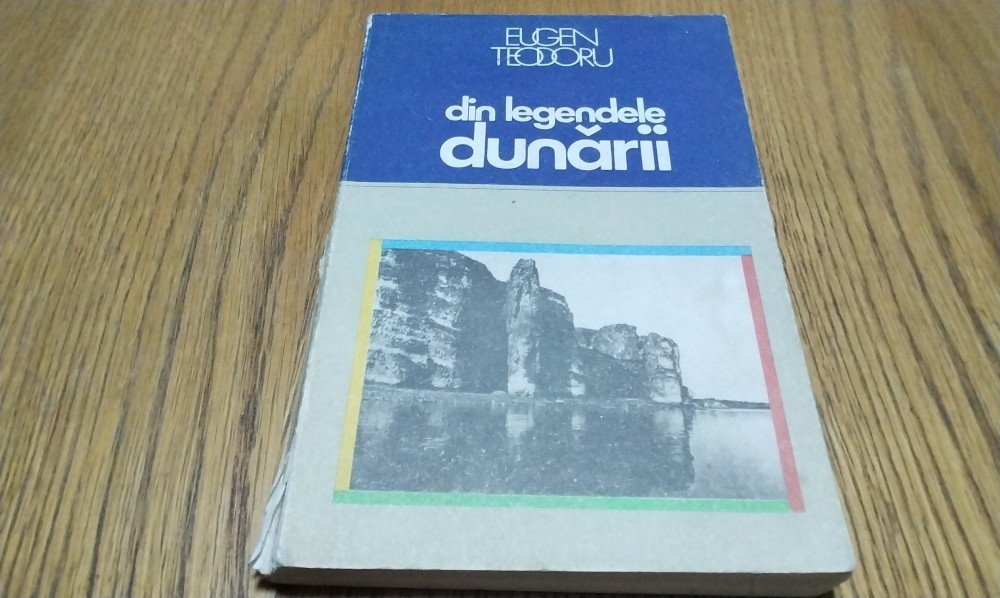 EUGEN
TEODORU
din legendele
dunării